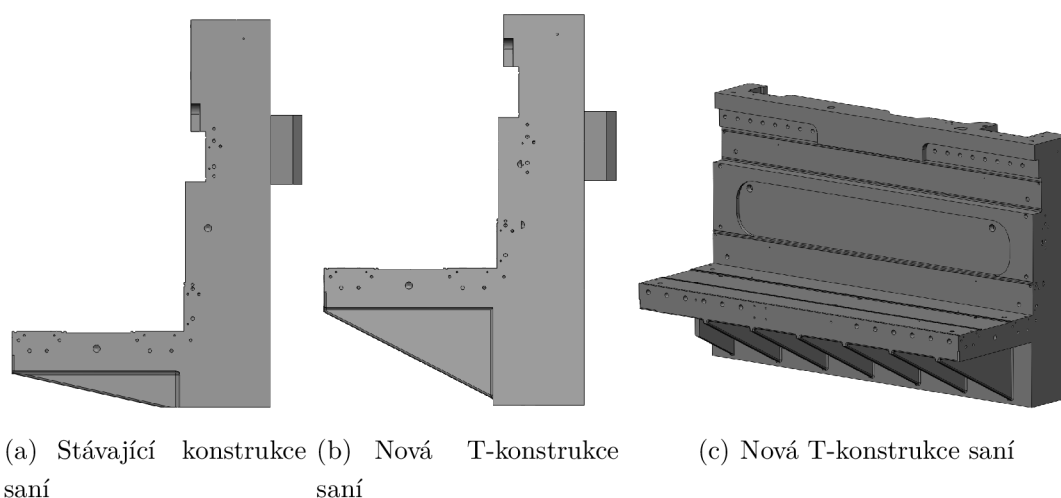 (a) Stávající konstrukce
saní
(b) Nová T-konstrukce
saní
(c) Nová T-konstrukce saní